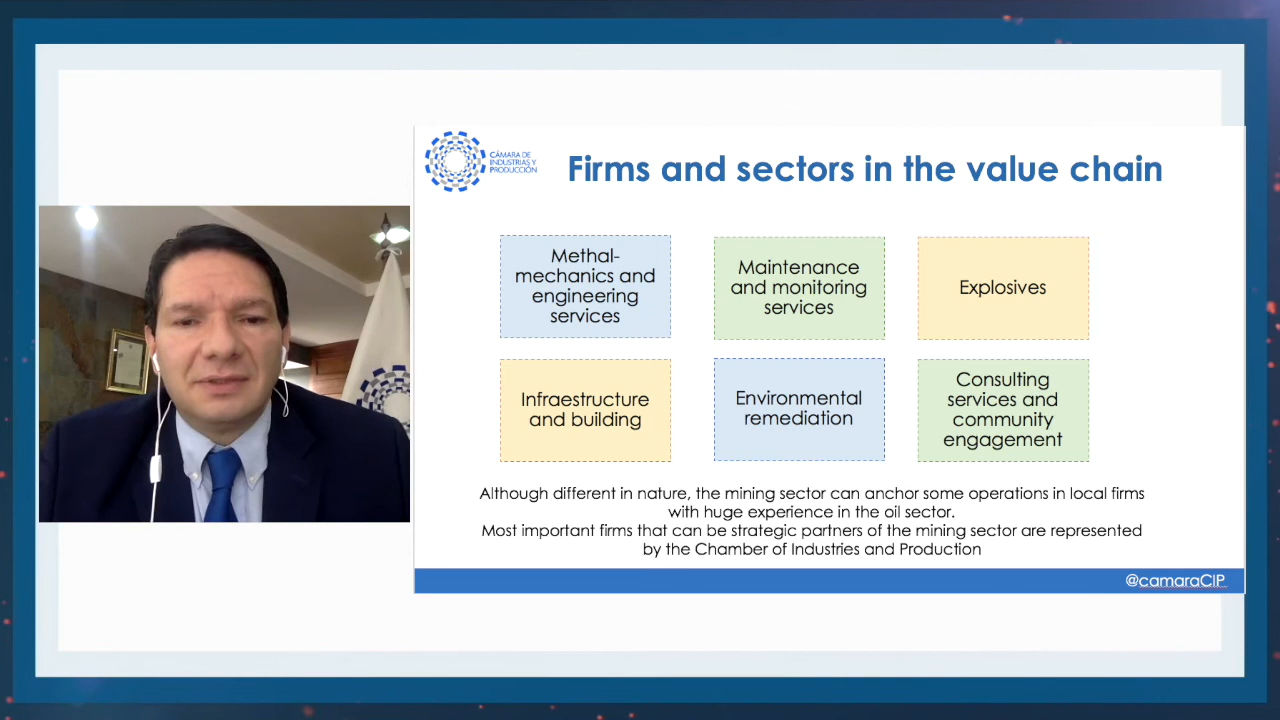 CÁMARA DE
INDUSTRIAS Y
PRODUCCIÓN
Firms and sectors in the value chain
Methal-
mechanics and
engineering
services
Maintenance
and monitoring
services
Explosives
Infraestructure
and building
Environmental
remediation
Consulting
services and
community
engagement
Although different in nature, the mining sector can anchor some operations in local firms
with huge experience in the oil sector.
Most important firms that can be strategic partners of the mining sector are represented
by the Chamber of Industries and Production
@camaraCIP